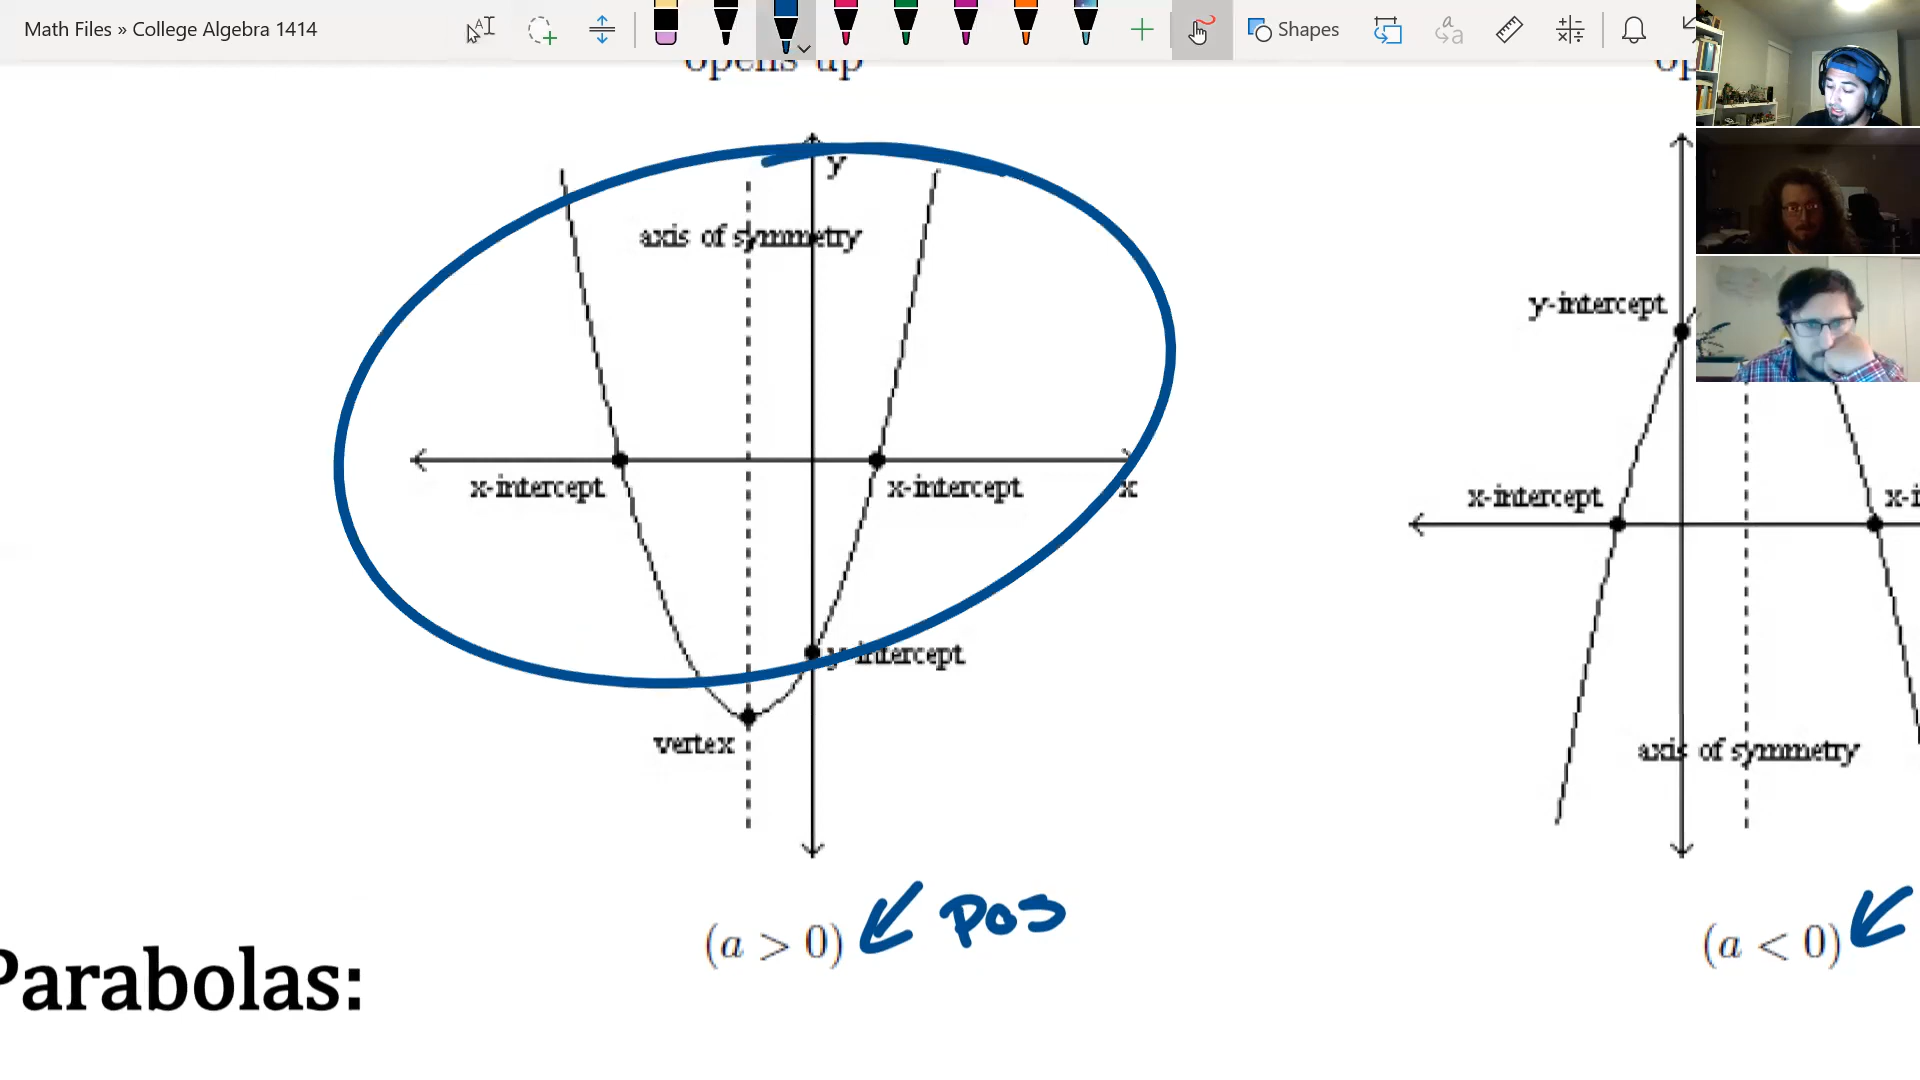 Math Files » College Algebra 1414
Shapes
opens up
y
axis of symmetry
x-intercept
x-intercept
x
y-intercept
vertex
(a > 0)
pos
y-intercept
x-intercept
axis of symmetry
(a < 0)
Parabolas: